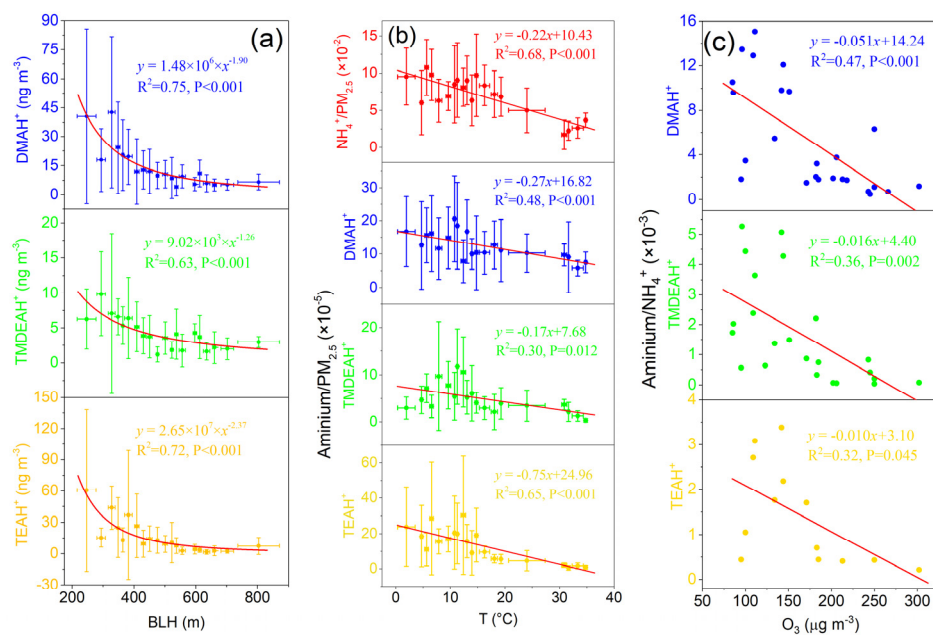 (a)
90
75
60
45
30
15
0
DMAH⁺ (ng m⁻³)
y = 1.48×10⁶×x⁻¹·⁹⁰
R²=0.75, P<0.001
20
15
10
5
0
TMDEAH⁺ (ng m⁻³)
y = 9.02×10³×x⁻¹·²⁶
R²=0.63, P<0.001
150
120
90
60
30
0
-30
TEAH⁺ (ng m⁻³)
y = 2.65×10⁷×x⁻²·³⁷
R²=0.72, P<0.001
200 400 600 800
BLH (m)
(b)
15
10
5
0
NH₄⁺/PM₂.₅ (×10⁻²)
y = -0.22x+10.43
R²=0.68, P<0.001
Aminium/PM₂.₅ (×10⁻⁵)
30
20
10
0
DMAH⁺
y = -0.27x+16.82
R²=0.48, P<0.001
20
10
0
TMDEAH⁺
y = -0.17x+7.68
R²=0.30, P=0.012
60
40
20
0
TEAH⁺
y = -0.75x+24.96
R²=0.65, P<0.001
0 10 20 30 40
T (°C)
(c)
Aminium/NH₄⁺ (×10⁻³)
16
12
8
4
0
DMAH⁺
y = -0.051x+14.24
R²=0.47, P<0.001
5
4
3
2
1
0
TMDEAH⁺
y = -0.016x+4.40
R²=0.36, P=0.002
4
3
2
1
0
TEAH⁺
y = -0.010x+3.10
R²=0.32, P=0.045
50 100 150 200 250 300
O₃ (μg m⁻³)